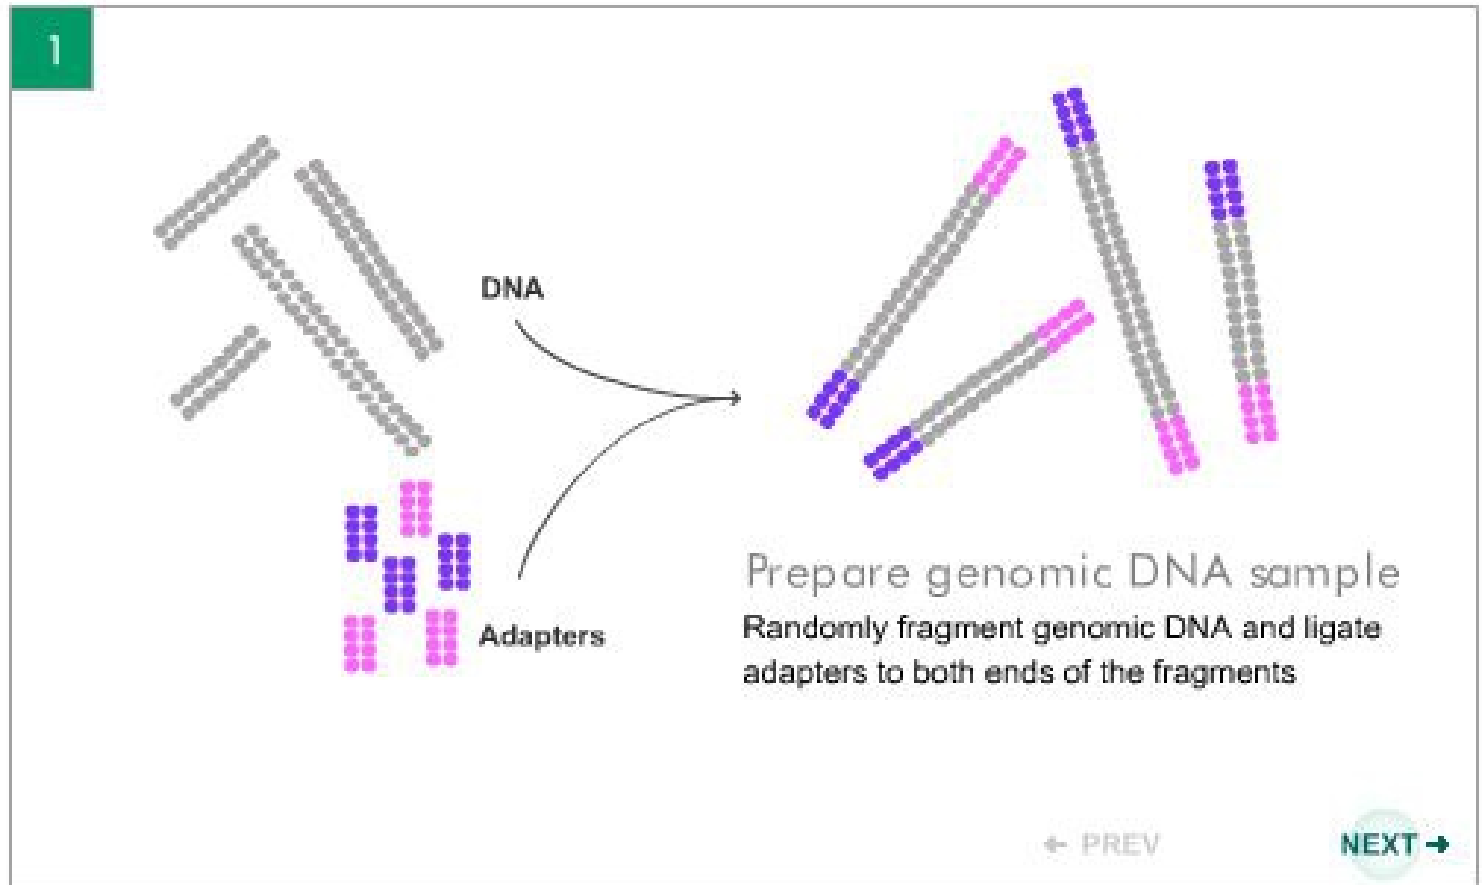 1
DNA
Adapters
Prepare genomic DNA sample
Randomly fragment genomic DNA and ligate
adapters to both ends of the fragments
← PREV
NEXT →